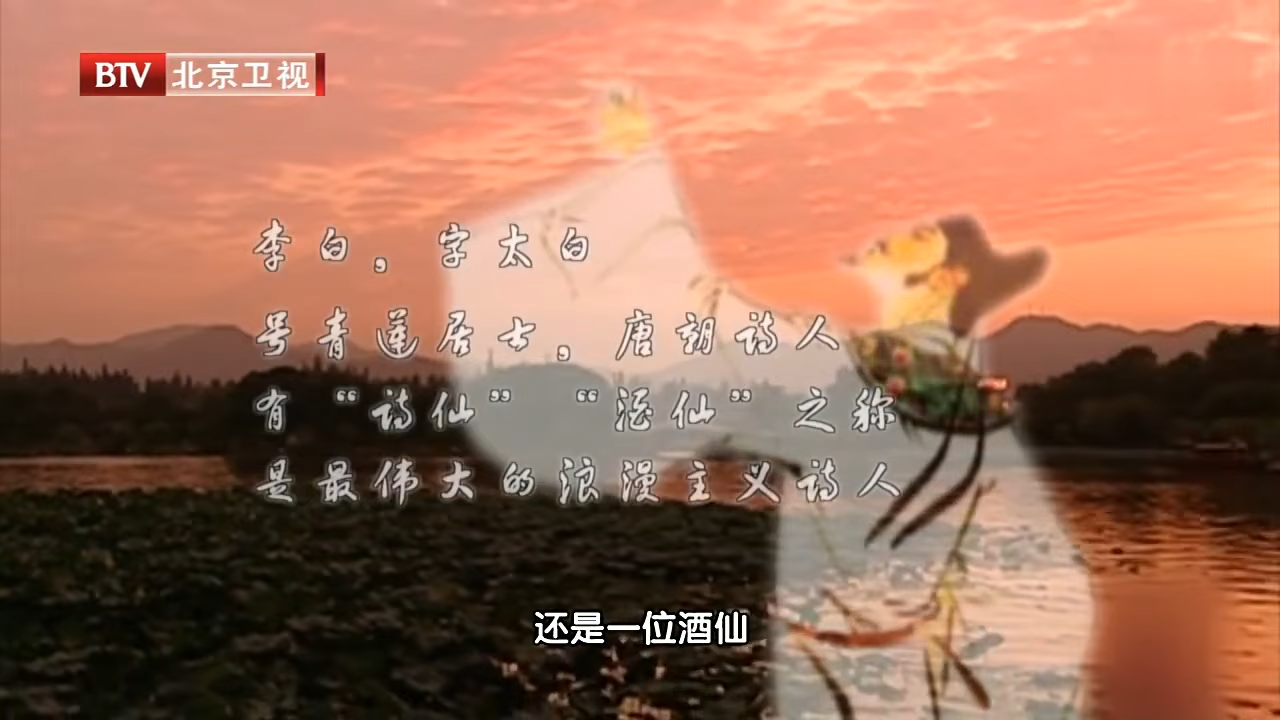 BTV 北京卫视
李白，字太白
号青莲居士，唐朝诗人
有“诗仙”“酒仙”之称
是最伟大的浪漫主义诗人
还是一位酒仙